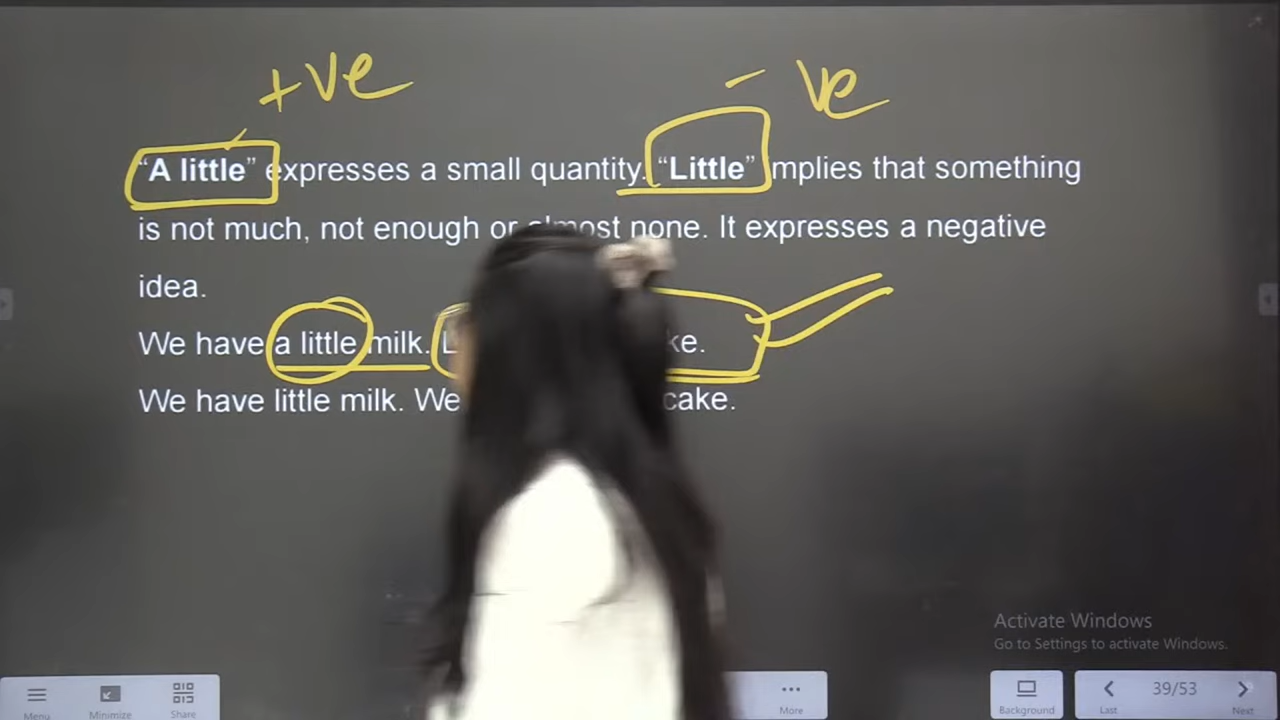 +ve - ve
"A little" expresses a small quantity. "Little" implies that something
is not much, not enough or almost none. It expresses a negative
idea.
We have a little milk.
We have little milk. We cake.
Activate Windows
Go to Settings to activate Windows.
Menu Minimize Share More Background Last 39/53 Next